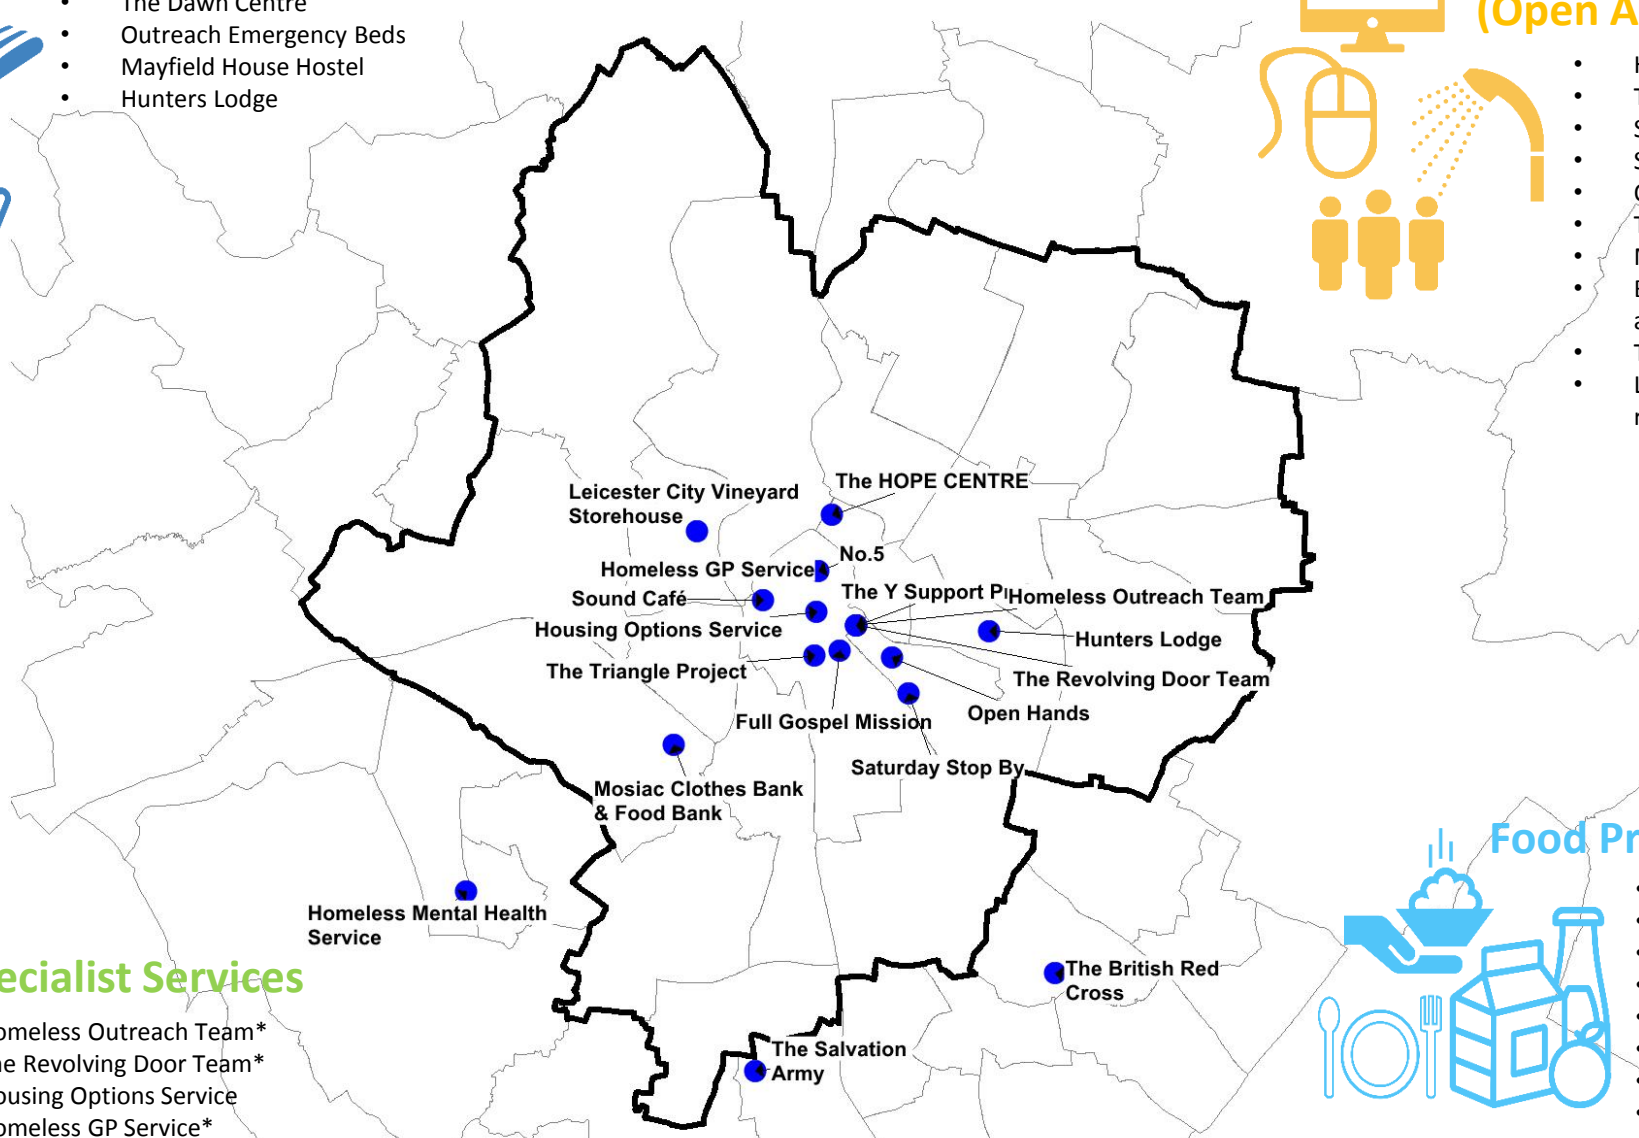 • The Dawn Centre
• Outreach Emergency Beds
• Mayfield House Hostel
• Hunters Lodge
(Open A
•
•
•
•
•
•
•
•
•
•
The HOPE CENTRE
Leicester City Vineyard
Storehouse
No.5
Homeless GP Service
The Y Support P
Homeless Outreach Team
Sound Café
Housing Options Service
Hunters Lodge
The Triangle Project
The Revolving Door Team
Open Hands
Full Gospel Mission
Saturday Stop By
Mosiac Clothes Bank
& Food Bank
Homeless Mental Health
Service
The British Red
Cross
The Salvation
Army
Food Pr
ecialist Services
omeless Outreach Team*
he Revolving Door Team*
ousing Options Service
omeless GP Service*